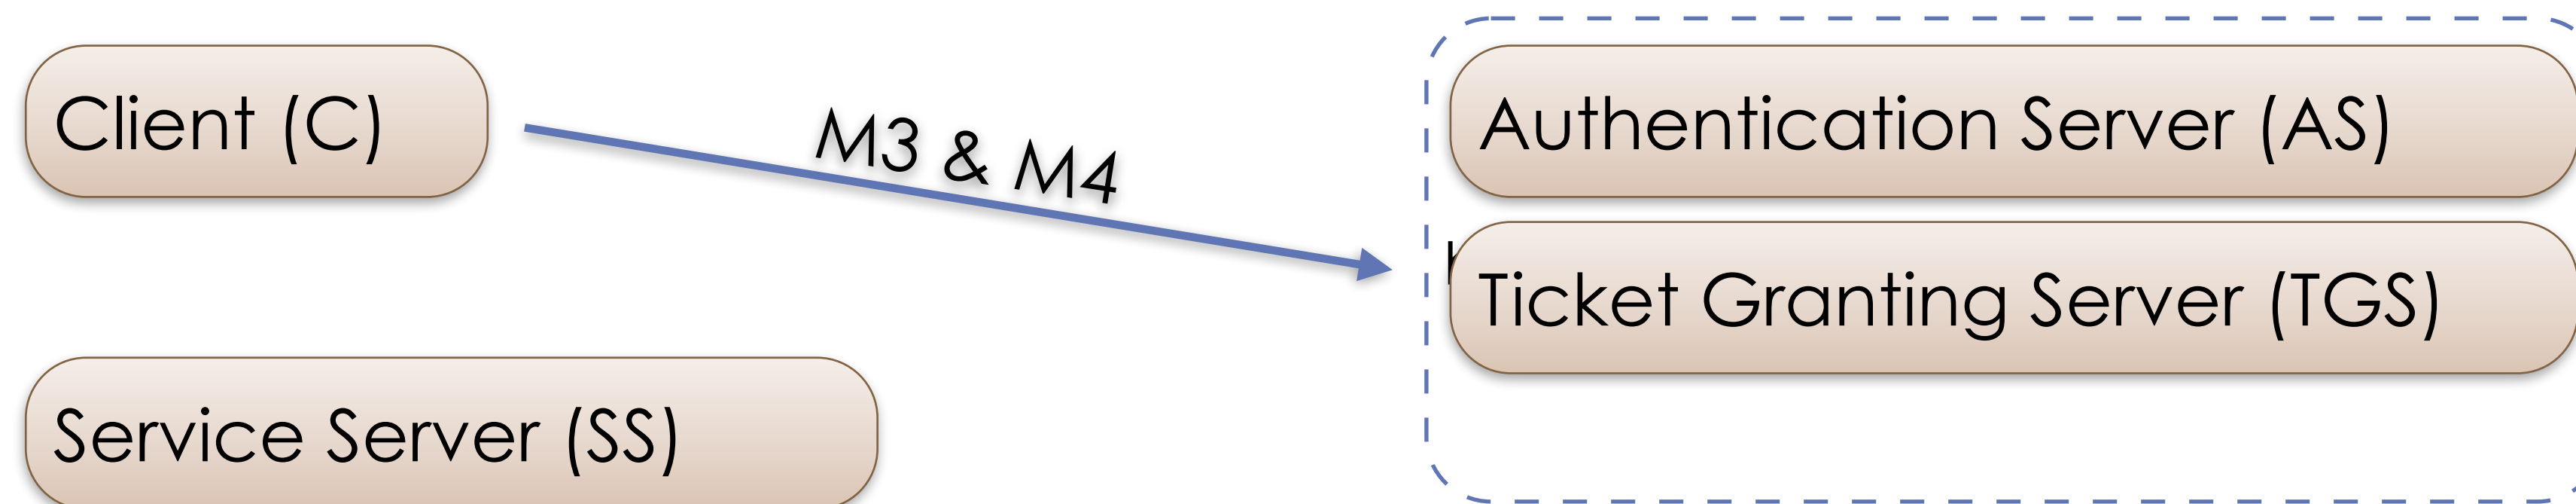 Client (C)
M3 & M4
Authentication Server (AS)
Ticket Granting Server (TGS)
Service Server (SS)